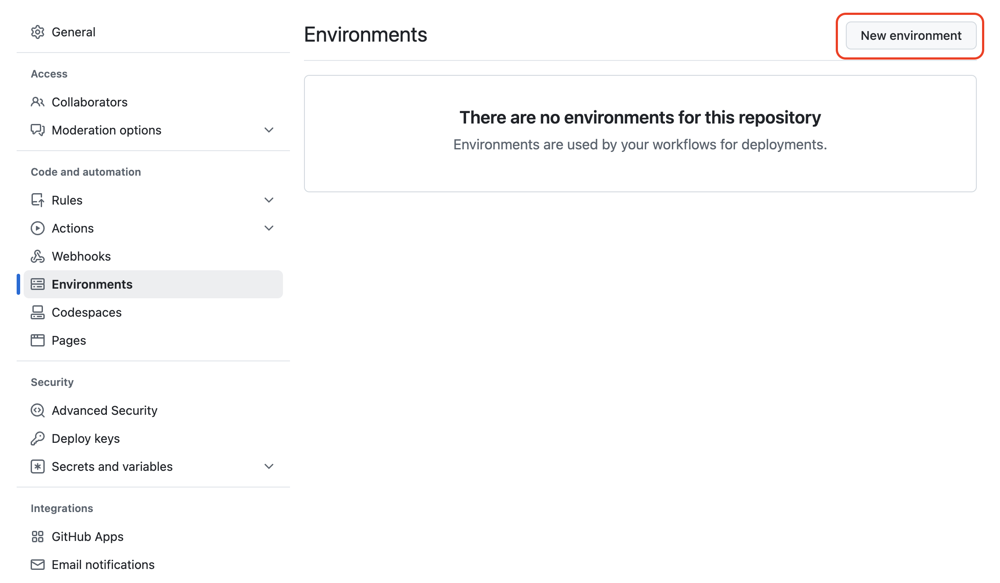 General
Access
Collaborators
Moderation options
Code and automation
Rules
Actions
Webhooks
Environments
Codespaces
Pages
Security
Advanced Security
Deploy keys
Secrets and variables
Integrations
GitHub Apps
Email notifications
Environments
New environment
There are no environments for this repository
Environments are used by your workflows for deployments.